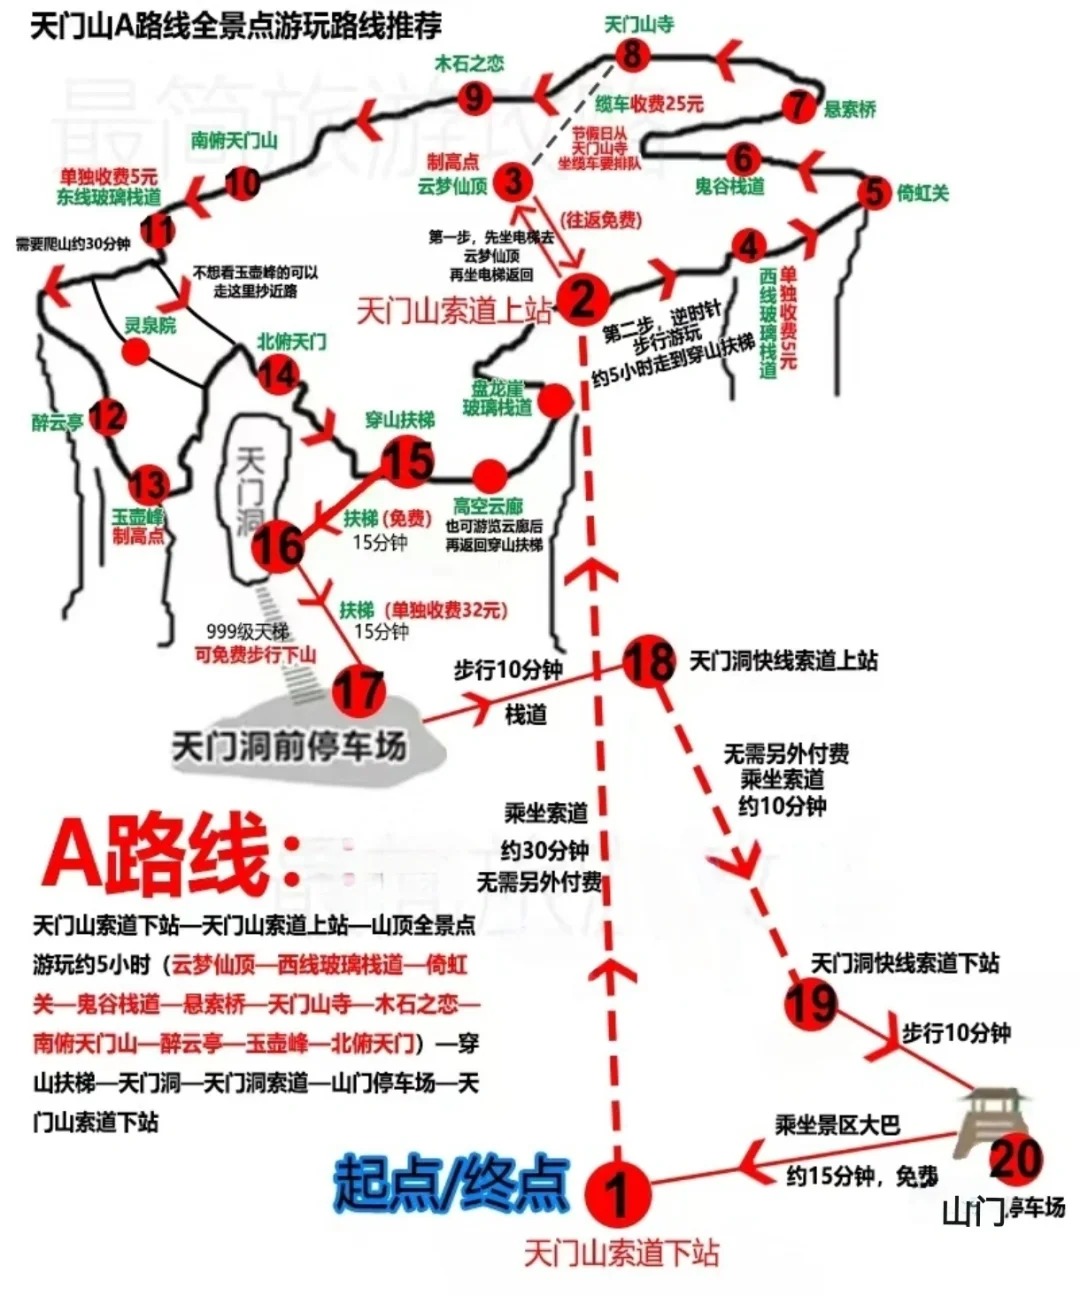 天门山A路线全景点游玩路线推荐
天门山寺
8
木石之恋
9
缆车收费25元
7
悬索桥
节假日从
天门山寺
坐缆车要排队
南俯天门山
10
制高点
云梦仙顶
3
6
鬼谷栈道
5
倚虹关
单独收费5元
东线玻璃栈道
11
需要爬山约30分钟
(往返免费)
第一步，先坐电梯去
云梦仙顶
再坐电梯返回
4
西线玻璃栈道
单独收费5元
不想看玉壶峰的可以
走这里抄近路
天门山索道上站
2
第二步，逆时针
步行游玩
约5小时走到穿山扶梯
灵泉院
北俯天门
14
盘龙崖
玻璃栈道
醉云亭
12
穿山扶梯
15
天门洞
13
玉壶峰
制高点
高空云廊
也可游览云廊后
再返回穿山扶梯
扶梯(免费)
15分钟
16
扶梯（单独收费32元）
15分钟
999级天梯
可免费步行下山
17
步行10分钟
栈道
18
天门洞快线索道上站
天门洞前停车场
无需另外付费
乘坐索道
约10分钟
乘坐索道
约30分钟
无需另外付费
A路线：
天门山索道下站—天门山索道上站—山顶全景点
游玩约5小时（云梦仙顶—西线玻璃栈道—倚虹
关—鬼谷栈道—悬索桥—天门山寺—木石之恋—
南俯天门山—醉云亭—玉壶峰—北俯天门）—穿
山扶梯—天门洞—天门洞索道—山门停车场—天
门山索道下站
天门洞快线索道下站
19
步行10分钟
乘坐景区大巴
约15分钟，免费
20
山门停车场
起点/终点
1
天门山索道下站